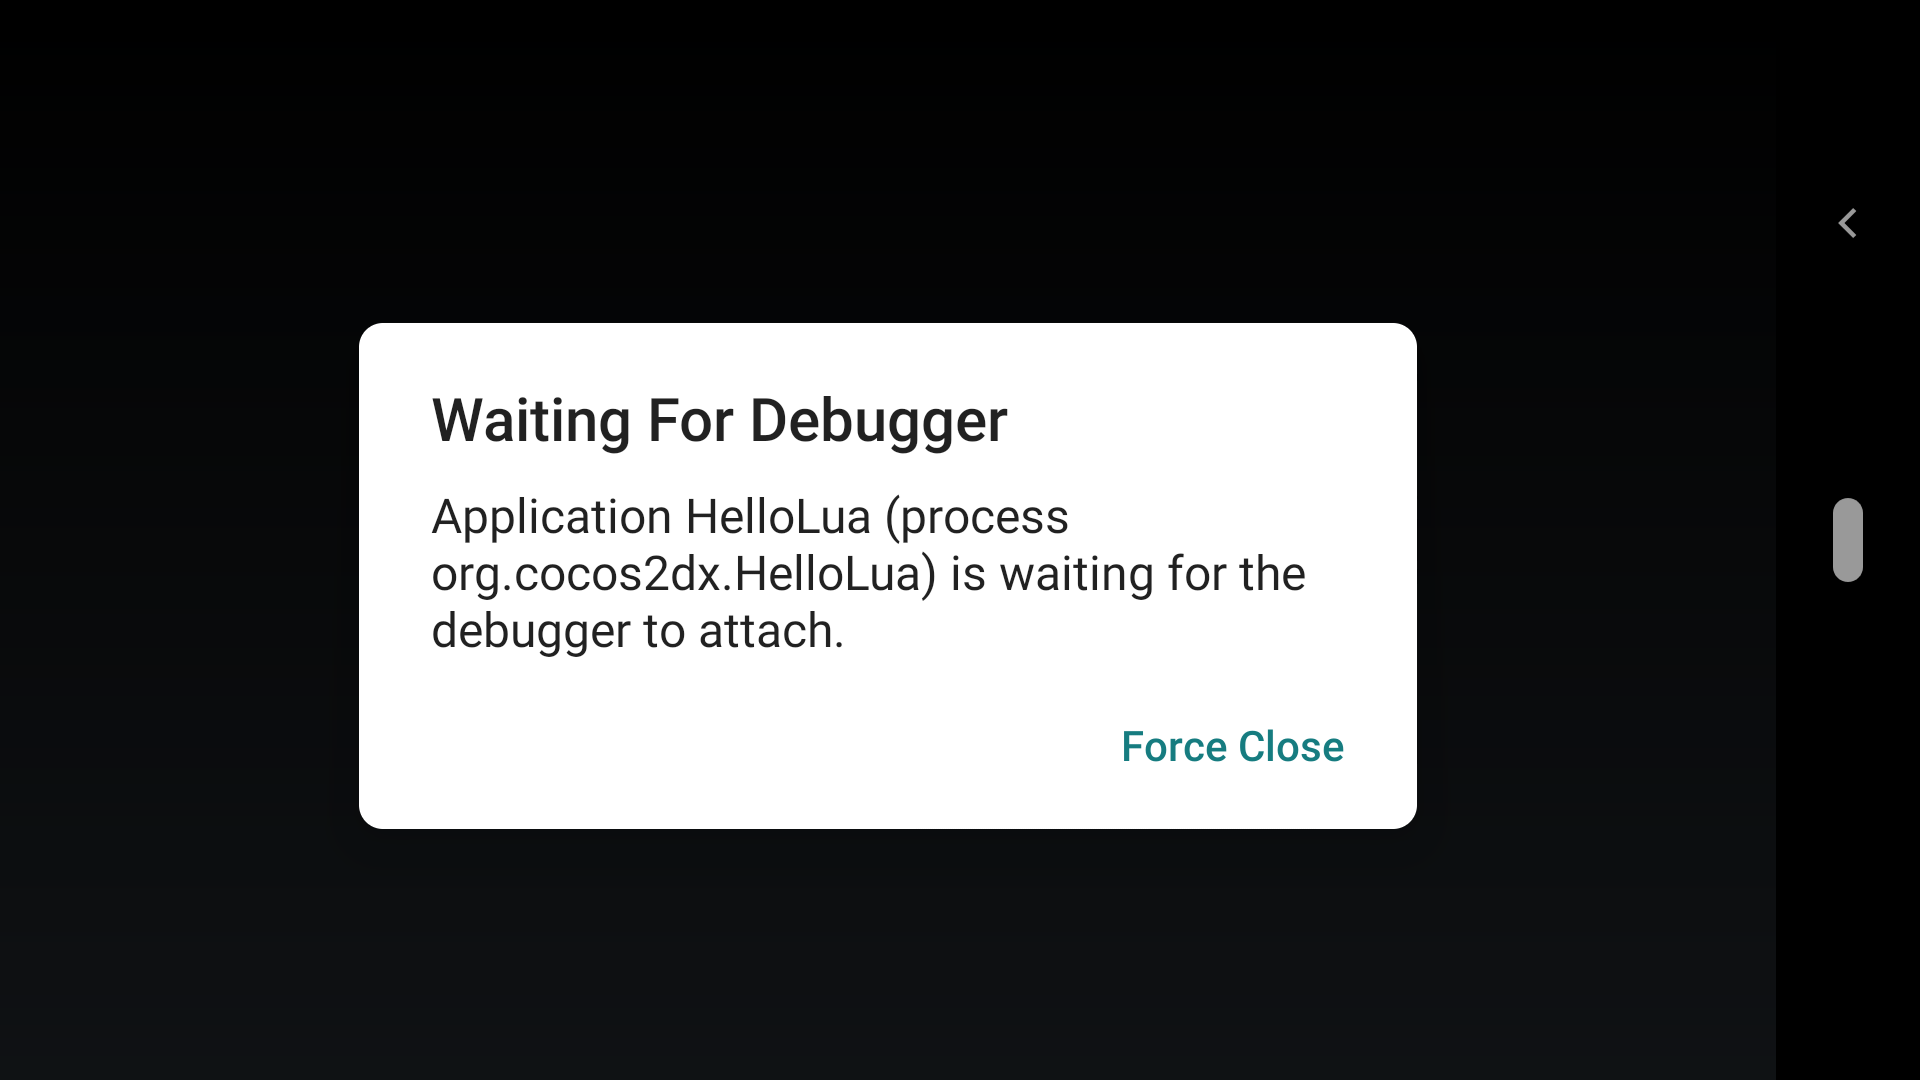 Waiting For Debugger
Application HelloLua (process
org.cocos2dx.HelloLua) is waiting for the
debugger to attach.
Force Close